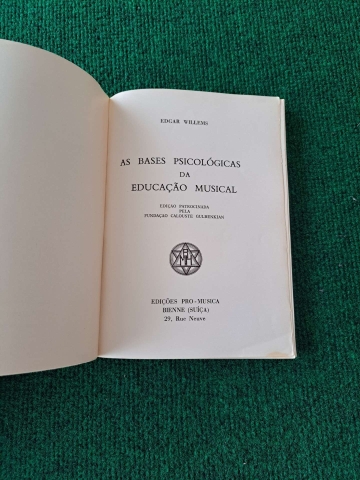 EDGAR WILLEMS
AS BASES PSICOLÓGICAS
DA
EDUCAÇÃO MUSICAL
EDIÇÃO PATROCINADA
PELA
FUNDAÇÃO CALOUSTE GULBENKIAN
EDIÇÕES PRO-MUSICA
BIENNE (SUÍÇA)
29, Rue Neuve